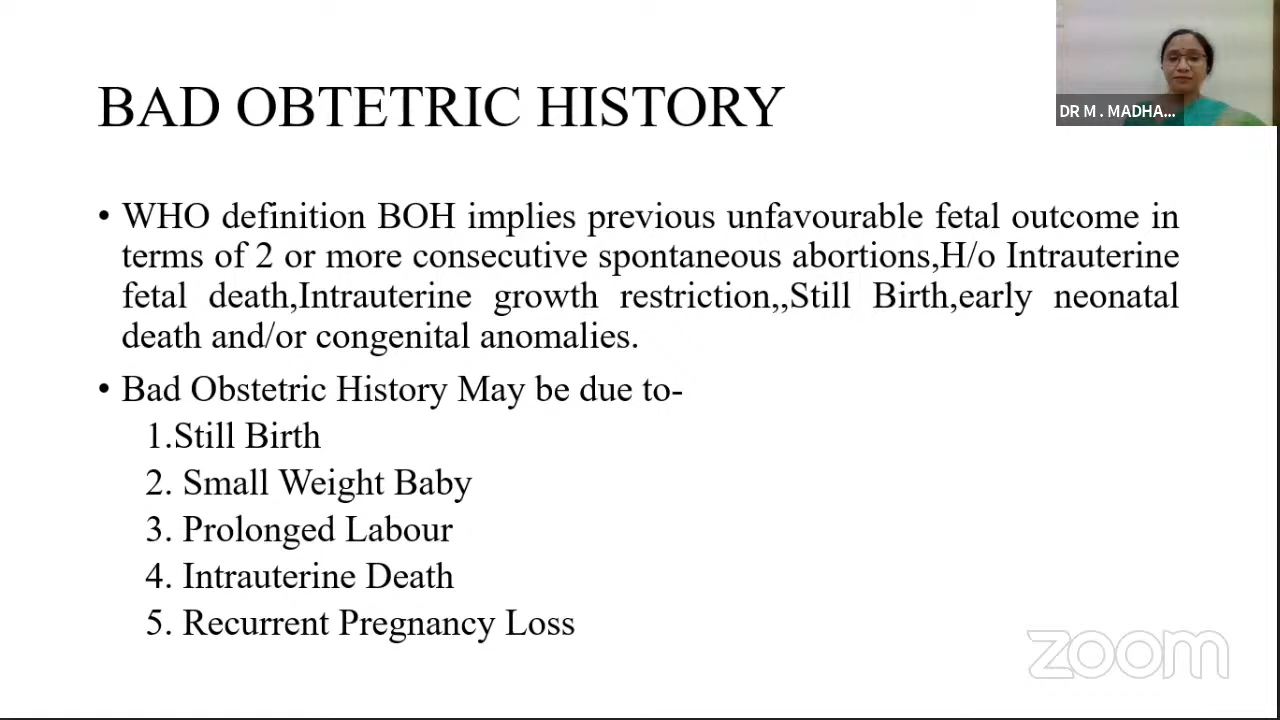 BAD OBTETRIC HISTORY
DR M . MADHA...
• WHO definition BOH implies previous unfavourable fetal outcome in
terms of 2 or more consecutive spontaneous abortions,H/o Intrauterine
fetal death,Intrauterine growth restriction,,Still Birth,early neonatal
death and/or congenital anomalies.
• Bad Obstetric History May be due to-
1.Still Birth
2. Small Weight Baby
3. Prolonged Labour
4. Intrauterine Death
5. Recurrent Pregnancy Loss
zoom